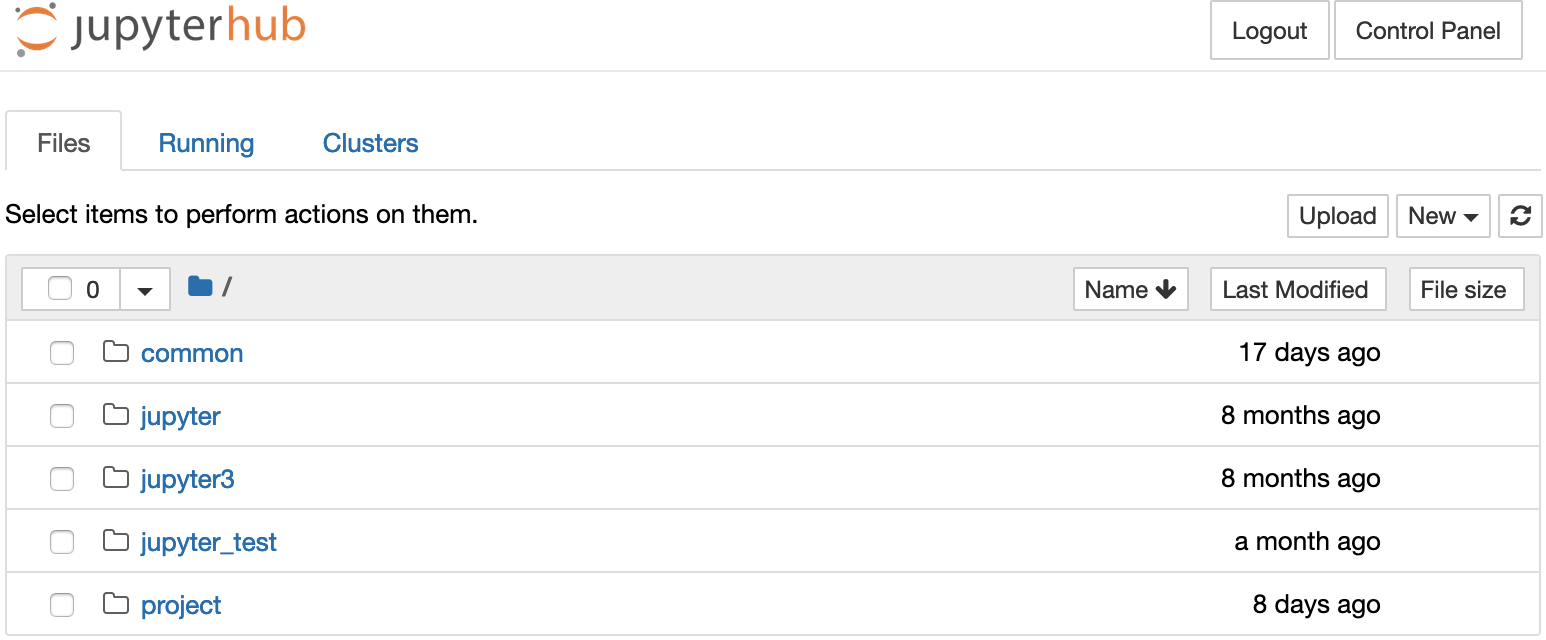 jupyterhub Logout Control Panel
Files Running Clusters
Select items to perform actions on them. Upload New
0 / Name Last Modified File size
common 17 days ago
jupyter 8 months ago
jupyter3 8 months ago
jupyter_test a month ago
project 8 days ago